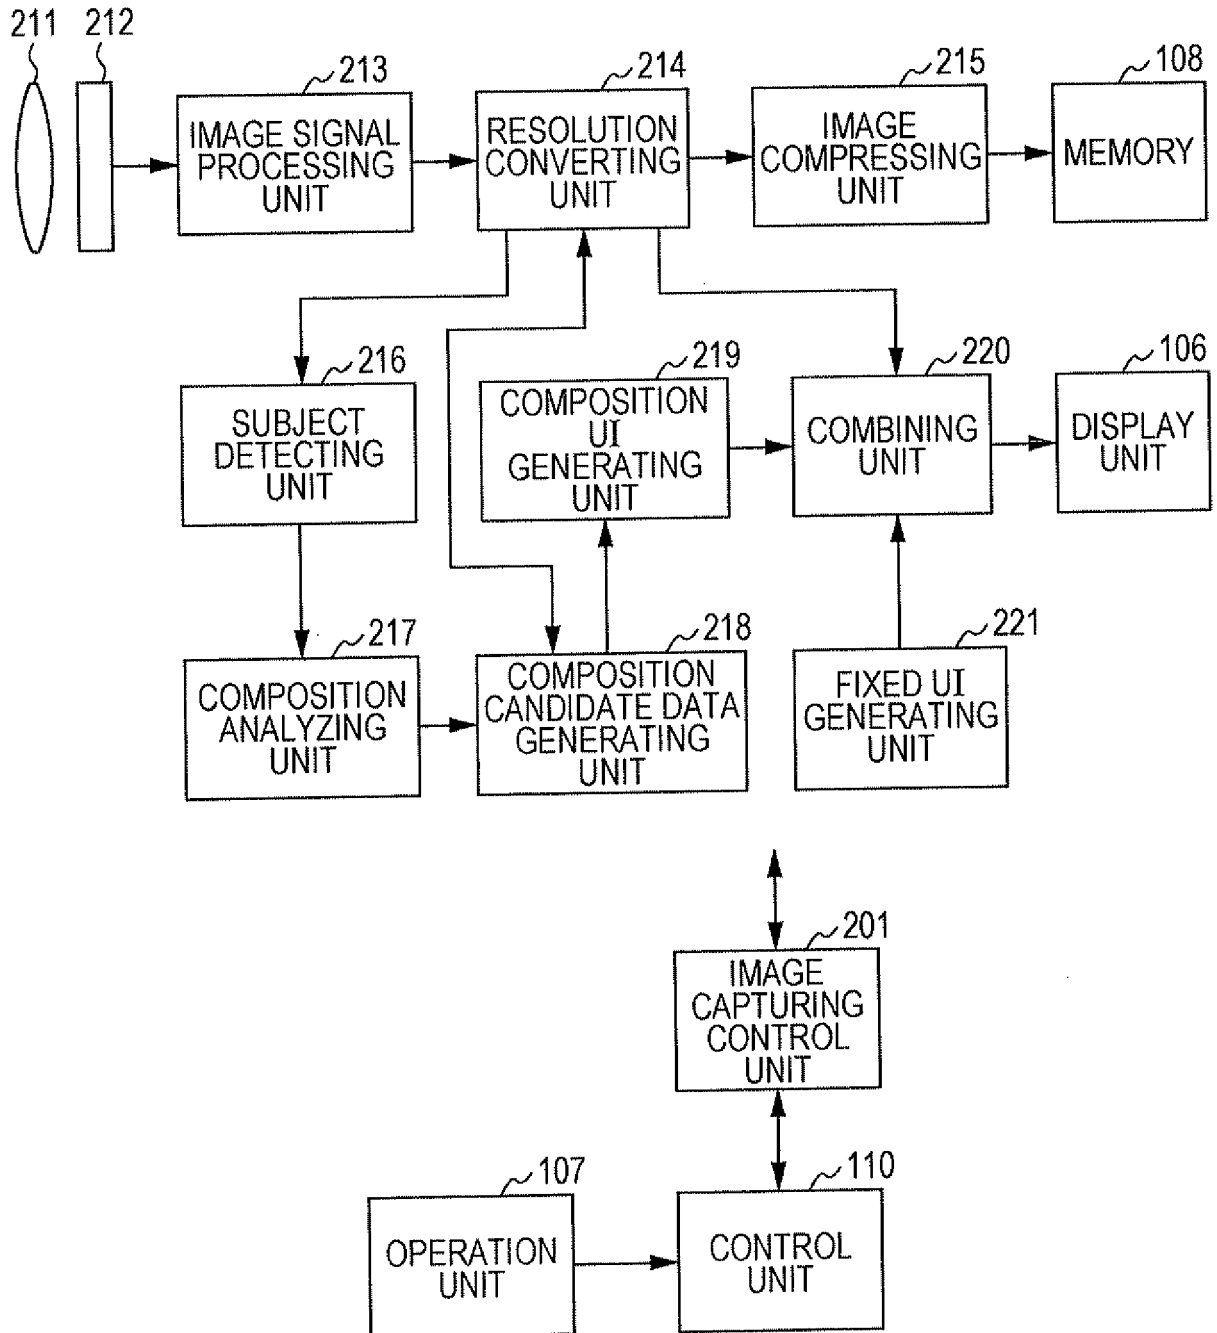 211
212
213
IMAGE SIGNAL
PROCESSING
UNIT
214
RESOLUTION
CONVERTING
UNIT
215
IMAGE
COMPRESSING
UNIT
108
MEMORY
216
SUBJECT
DETECTING
UNIT
219
COMPOSITION
UI
GENERATING
UNIT
220
COMBINING
UNIT
106
DISPLAY
UNIT
217
COMPOSITION
ANALYZING
UNIT
218
COMPOSITION
CANDIDATE DATA
GENERATING
UNIT
221
FIXED UI
GENERATING
UNIT
201
IMAGE
CAPTURING
CONTROL
UNIT
107
OPERATION
UNIT
110
CONTROL
UNIT